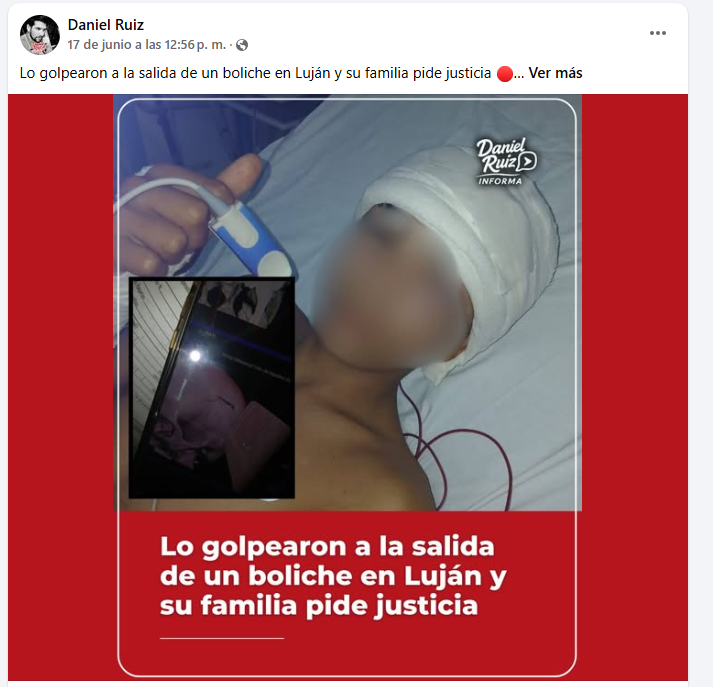 Daniel Ruiz
17 de junio a las 12:56 p. m. ·
Lo golpearon a la salida de un boliche en Luján y su familia pide justicia 🔴... Ver más
Daniel
Ruiz
INFORMA
Lo golpearon a la salida
de un boliche en Luján y
su familia pide justicia